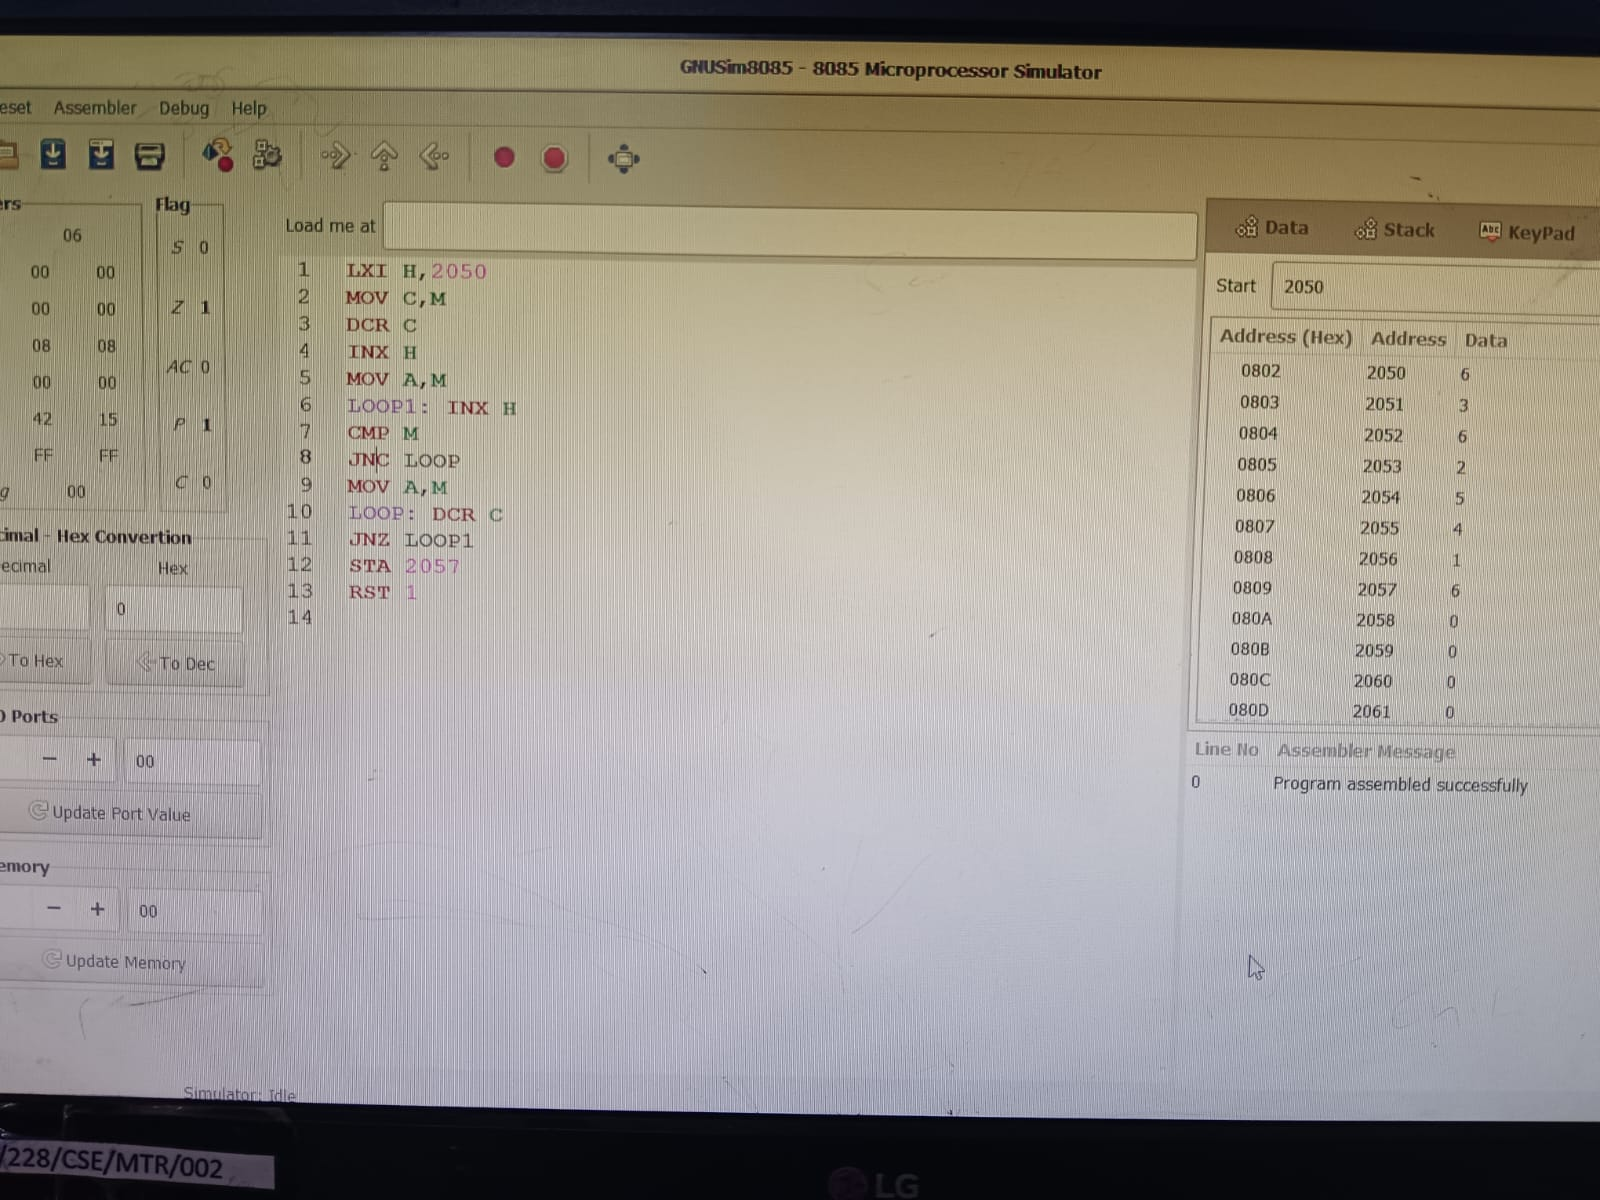 GNUSim8085 - 8085 Microprocessor Simulator
eset Assembler Debug Help
ers
06
00 00
00 00
08 08
00 00
42 15
FF FF
g 00
Flag
S 0
Z 1
AC 0
P 1
C 0
cimal - Hex Convertion
ecimal Hex
0
To Hex To Dec
O Ports
- + 00
Update Port Value
emory
- + 00
Update Memory
Load me at
1 LXI H,2050
2 MOV C,M
3 DCR C
4 INX H
5 MOV A,M
6 LOOP1: INX H
7 CMP M
8 JNC LOOP
9 MOV A,M
10 LOOP: DCR C
11 JNZ LOOP1
12 STA 2057
13 RST 1
14
Data Stack KeyPad
Start 2050
Address (Hex) Address Data
0802 2050 6
0803 2051 3
0804 2052 6
0805 2053 2
0806 2054 5
0807 2055 4
0808 2056 1
0809 2057 6
080A 2058 0
080B 2059 0
080C 2060 0
080D 2061 0
Line No Assembler Message
0 Program assembled successfully
Simulator: Idle
/228/CSE/MTR/002
LG